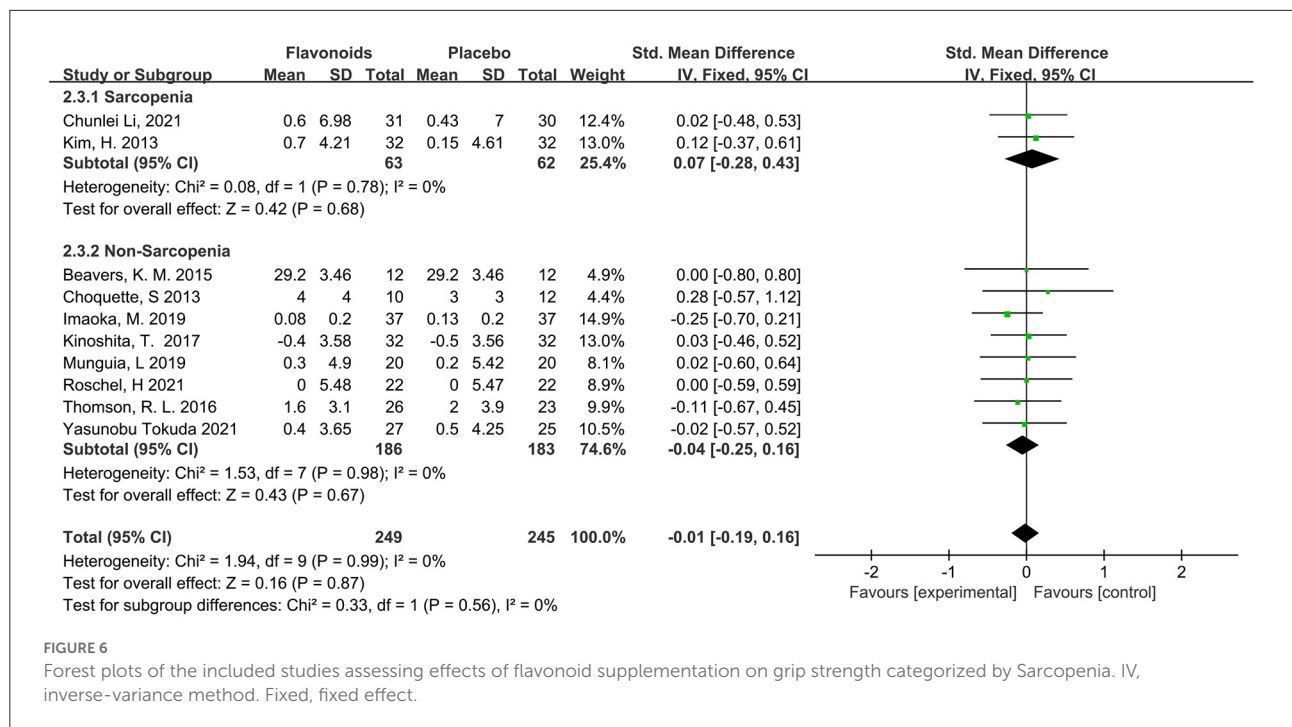 Flavonoids Placebo Std. Mean Difference Std. Mean Difference
Study or Subgroup Mean SD Total Mean SD Total Weight IV, Fixed, 95% CI IV, Fixed, 95% CI
2.3.1 Sarcopenia
Chunlei Li, 2021 0.6 6.98 31 0.43 7 30 12.4% 0.02 [-0.48, 0.53]
Kim, H. 2013 0.7 4.21 32 0.15 4.61 32 13.0% 0.12 [-0.37, 0.61]
Subtotal (95% CI) 63 62 25.4% 0.07 [-0.28, 0.43]
Heterogeneity: Chi² = 0.08, df = 1 (P = 0.78); I² = 0%
Test for overall effect: Z = 0.42 (P = 0.68)
2.3.2 Non-Sarcopenia
Beavers, K. M. 2015 29.2 3.46 12 29.2 3.46 12 4.9% 0.00 [-0.80, 0.80]
Choquette, S 2013 4 4 10 3 3 12 4.4% 0.28 [-0.57, 1.12]
Imaoka, M. 2019 0.08 0.2 37 0.13 0.2 37 14.9% -0.25 [-0.70, 0.21]
Kinoshita, T. 2017 -0.4 3.58 32 -0.5 3.56 32 13.0% 0.03 [-0.46, 0.52]
Munguia, L 2019 0.3 4.9 20 0.2 5.42 20 8.1% 0.02 [-0.60, 0.64]
Roschel, H 2021 0 5.48 22 0 5.47 22 8.9% 0.00 [-0.59, 0.59]
Thomson, R. L. 2016 1.6 3.1 26 2 3.9 23 9.9% -0.11 [-0.67, 0.45]
Yasunobu Tokuda 2021 0.4 3.65 27 0.5 4.25 25 10.5% -0.02 [-0.57, 0.52]
Subtotal (95% CI) 186 183 74.6% -0.04 [-0.25, 0.16]
Heterogeneity: Chi² = 1.53, df = 7 (P = 0.98); I² = 0%
Test for overall effect: Z = 0.43 (P = 0.67)
Total (95% CI) 249 245 100.0% -0.01 [-0.19, 0.16]
Heterogeneity: Chi² = 1.94, df = 9 (P = 0.99); I² = 0%
Test for overall effect: Z = 0.16 (P = 0.87)
Test for subgroup differences: Chi² = 0.33, df = 1 (P = 0.56), I² = 0%
-2 -1 0 1 2
Favours [experimental] Favours [control]
FIGURE 6
Forest plots of the included studies assessing effects of flavonoid supplementation on grip strength categorized by Sarcopenia. IV,
inverse-variance method. Fixed, fixed effect.